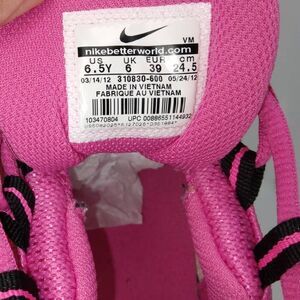 VM
nikebetterworld.com
US UK EUR cm
6.5Y 6 39 24.5
03/14/12 310830-600 05/24/12
MADE IN VIETNAM
FABRIQUE AU VIETNAM
103470804 UPC 00886551144932